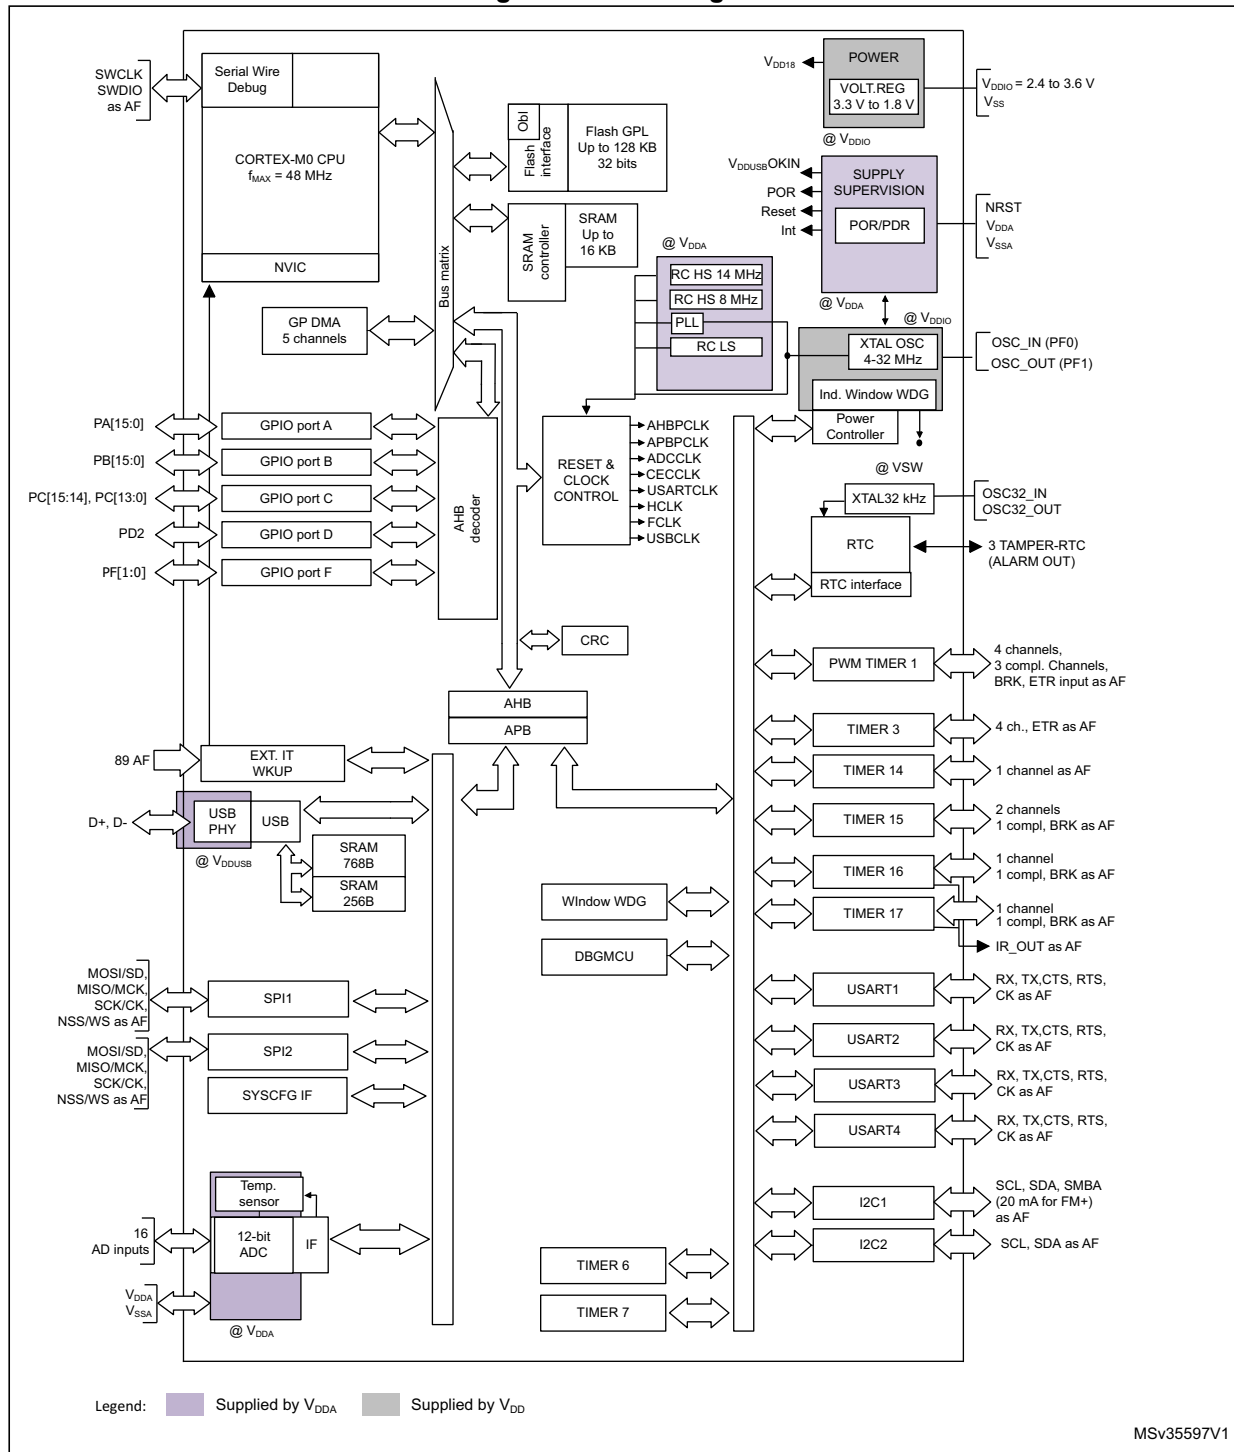 SWCLK
SWDIO
as AF
Serial Wire
Debug
CORTEX-M0 CPU
fMAX = 48 MHz
NVIC
GP DMA
5 channels
Bus matrix
Obl
Flash
interface
Flash GPL
Up to 128 KB
32 bits
SRAM
controller
SRAM
Up to
16 KB
VDD18
POWER
VOLT.REG
3.3 V to 1.8 V
VDDIO = 2.4 to 3.6 V
VSS
@ VDDIO
VDDUSBOKIN
POR
Reset
Int
SUPPLY
SUPERVISION
POR/PDR
NRST
VDDA
VSSA
@ VDDA
@ VDDA
RC HS 14 MHz
RC HS 8 MHz
PLL
RC LS
@ VDDIO
XTAL OSC
4-32 MHz
Ind. Window WDG
Power
Controller
OSC_IN (PF0)
OSC_OUT (PF1)
PA[15:0]
GPIO port A
PB[15:0]
GPIO port B
PC[15:14], PC[13:0]
GPIO port C
PD2
GPIO port D
PF[1:0]
GPIO port F
AHB
decoder
RESET &
CLOCK
CONTROL
AHBPCLK
APBPCLK
ADCCLK
CECCLK
USARTCLK
HCLK
FCLK
USBCLK
@ VSW
XTAL32 kHz
OSC32_IN
OSC32_OUT
RTC
RTC interface
3 TAMPER-RTC
(ALARM OUT)
CRC
AHB
APB
PWM TIMER 1
4 channels,
3 compl. Channels,
BRK, ETR input as AF
TIMER 3
4 ch., ETR as AF
TIMER 14
1 channel as AF
TIMER 15
2 channels
1 compl, BRK as AF
TIMER 16
1 channel
1 compl, BRK as AF
TIMER 17
1 channel
1 compl, BRK as AF
IR_OUT as AF
89 AF
EXT. IT
WKUP
D+, D-
USB
PHY
USB
@ VDDUSB
SRAM
768B
SRAM
256B
WIndow WDG
DBGMCU
MOSI/SD,
MISO/MCK,
SCK/CK,
NSS/WS as AF
SPI1
MOSI/SD,
MISO/MCK,
SCK/CK,
NSS/WS as AF
SPI2
SYSCFG IF
USART1
RX, TX,CTS, RTS,
CK as AF
USART2
RX, TX,CTS, RTS,
CK as AF
USART3
RX, TX,CTS, RTS,
CK as AF
USART4
RX, TX,CTS, RTS,
CK as AF
I2C1
SCL, SDA, SMBA
(20 mA for FM+)
as AF
I2C2
SCL, SDA as AF
Temp.
sensor
16
AD inputs
12-bit
ADC
IF
VDDA
VSSA
@ VDDA
TIMER 6
TIMER 7
Legend:
Supplied by VDDA
Supplied by VDD
MSv35597V1